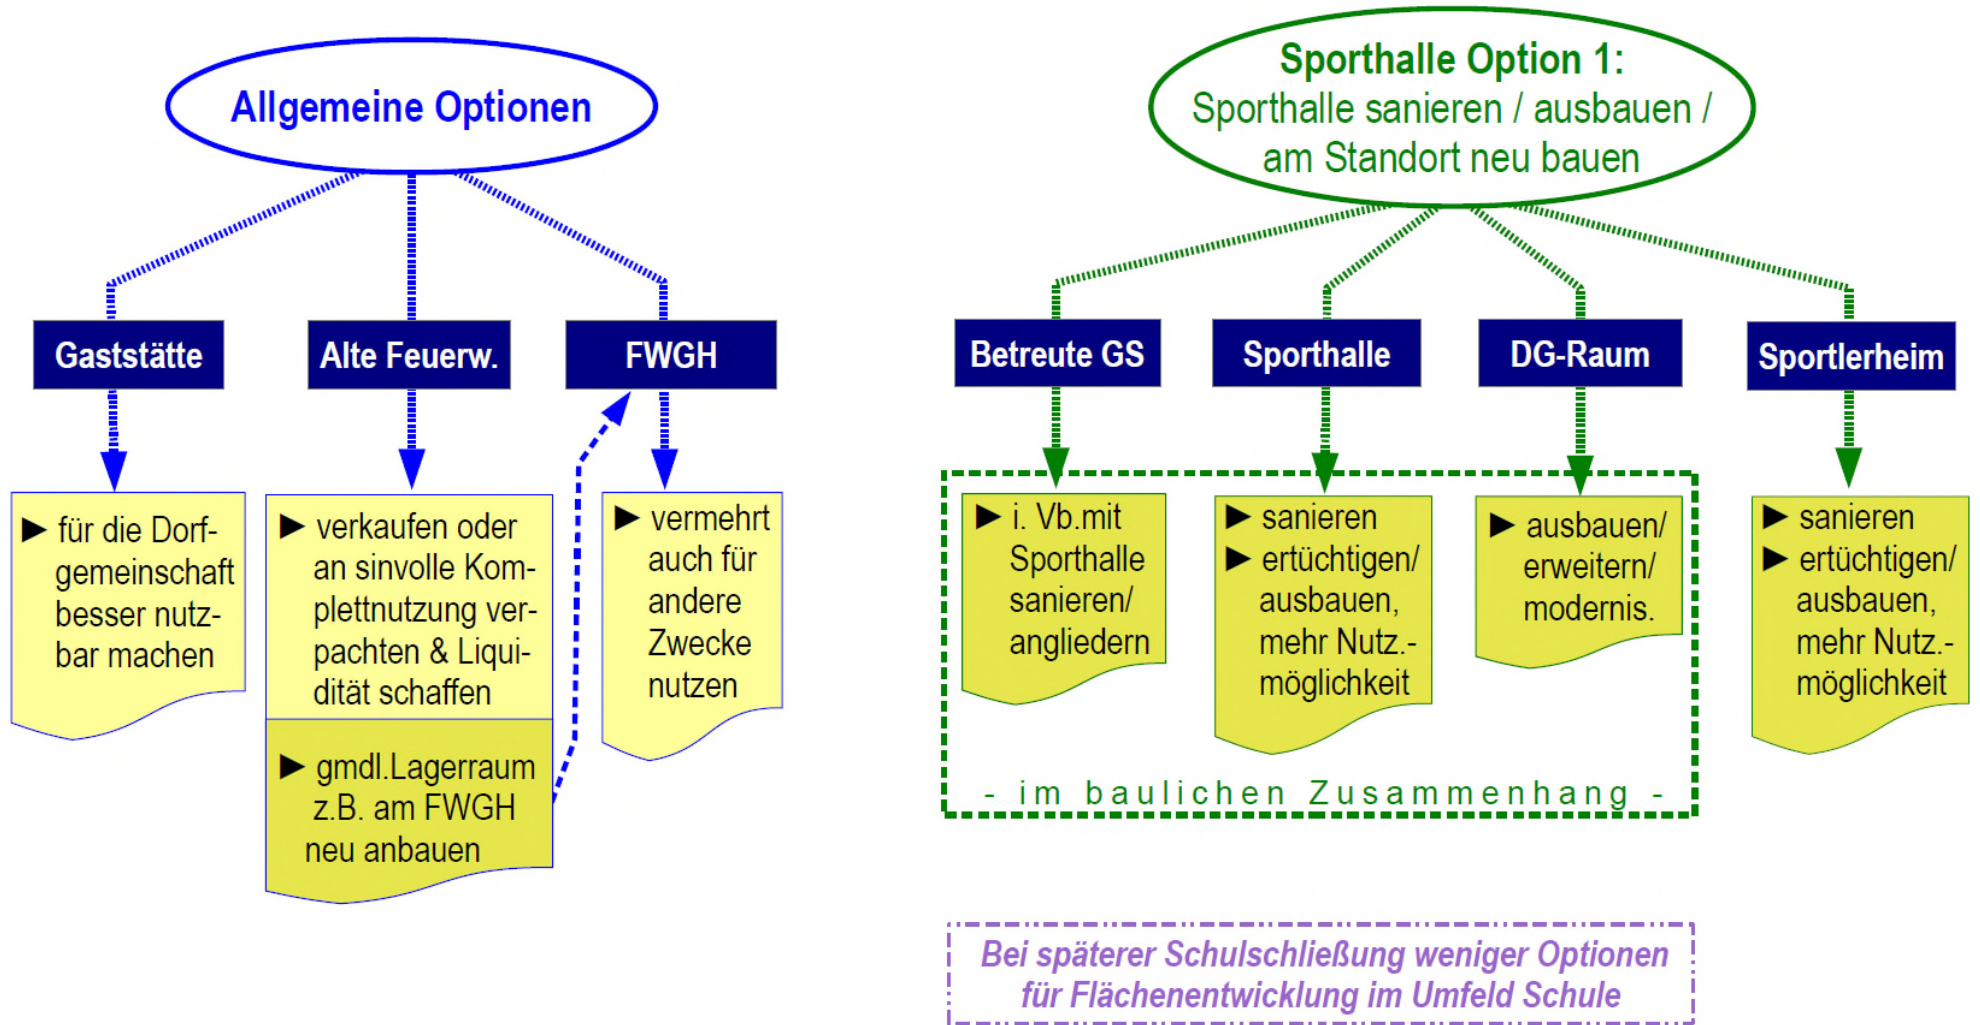 Allgemeine Optionen
Gaststätte
Alte Feuerw.
FWGH
► für die Dorf-
gemeinschaft
besser nutz-
bar machen
► verkaufen oder
an sinvolle Kom-
plettnutzung ver-
pachten & Liqui-
dität schaffen
► gmdl.Lagerraum
z.B. am FWGH
neu anbauen
► vermehrt
auch für
andere
Zwecke
nutzen
Sporthalle Option 1:
Sporthalle sanieren / ausbauen /
am Standort neu bauen
Betreute GS
Sporthalle
DG-Raum
Sportlerheim
► i. Vb.mit
Sporthalle
sanieren/
angliedern
► sanieren
► ertüchtigen/
ausbauen,
mehr Nutz.-
möglichkeit
► ausbauen/
erweitern/
modernis.
► sanieren
► ertüchtigen/
ausbauen,
mehr Nutz.-
möglichkeit
- im baulichen Zusammenhang -
Bei späterer Schulschließung weniger Optionen
für Flächenentwicklung im Umfeld Schule